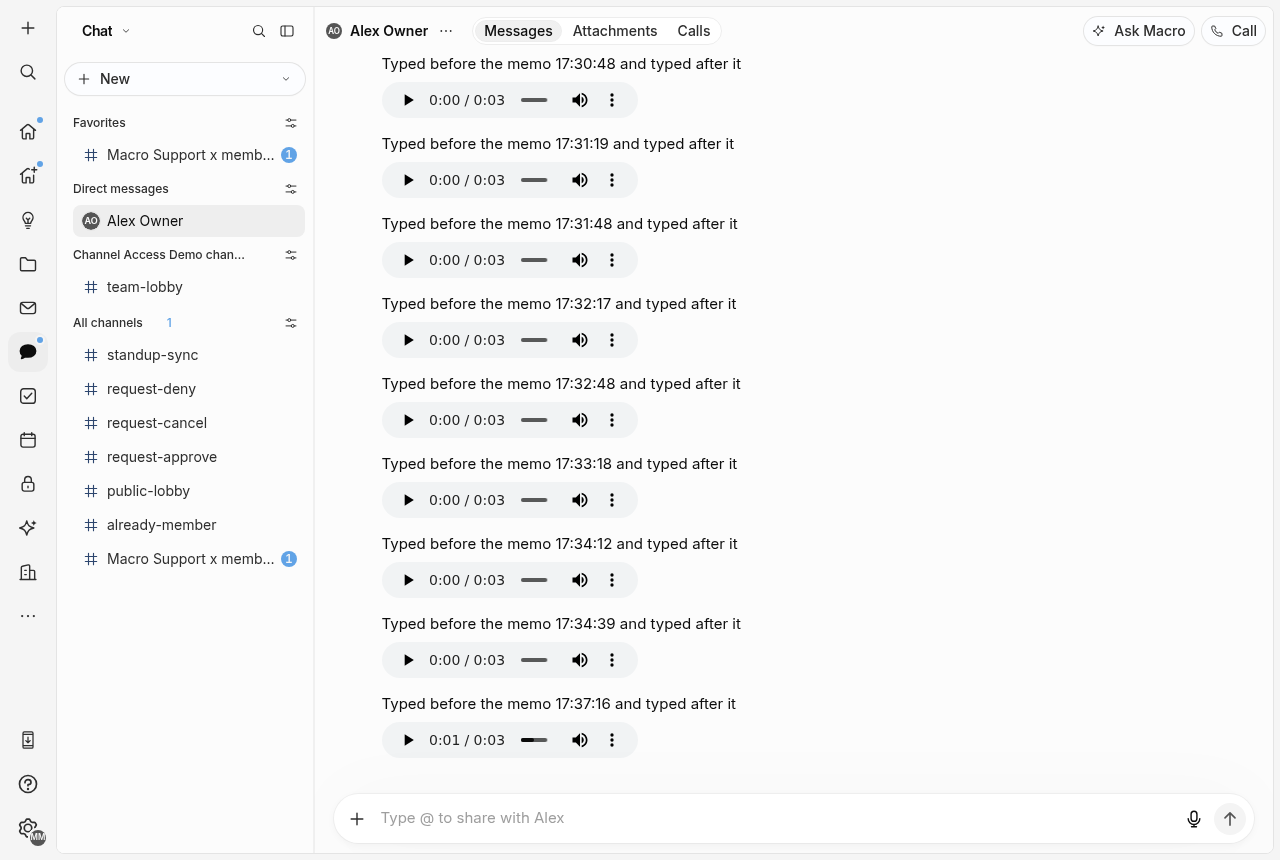 Chat
New
Favorites
Macro Support x memb... 1
Direct messages
AO Alex Owner
Channel Access Demo chan...
team-lobby
All channels 1
standup-sync
request-deny
request-cancel
request-approve
public-lobby
already-member
Macro Support x memb... 1
MM
AO Alex Owner ... Messages Attachments Calls Ask Macro Call
Typed before the memo 17:30:48 and typed after it
0:00 / 0:03
Typed before the memo 17:31:19 and typed after it
0:00 / 0:03
Typed before the memo 17:31:48 and typed after it
0:00 / 0:03
Typed before the memo 17:32:17 and typed after it
0:00 / 0:03
Typed before the memo 17:32:48 and typed after it
0:00 / 0:03
Typed before the memo 17:33:18 and typed after it
0:00 / 0:03
Typed before the memo 17:34:12 and typed after it
0:00 / 0:03
Typed before the memo 17:34:39 and typed after it
0:00 / 0:03
Typed before the memo 17:37:16 and typed after it
0:01 / 0:03
Type @ to share with Alex